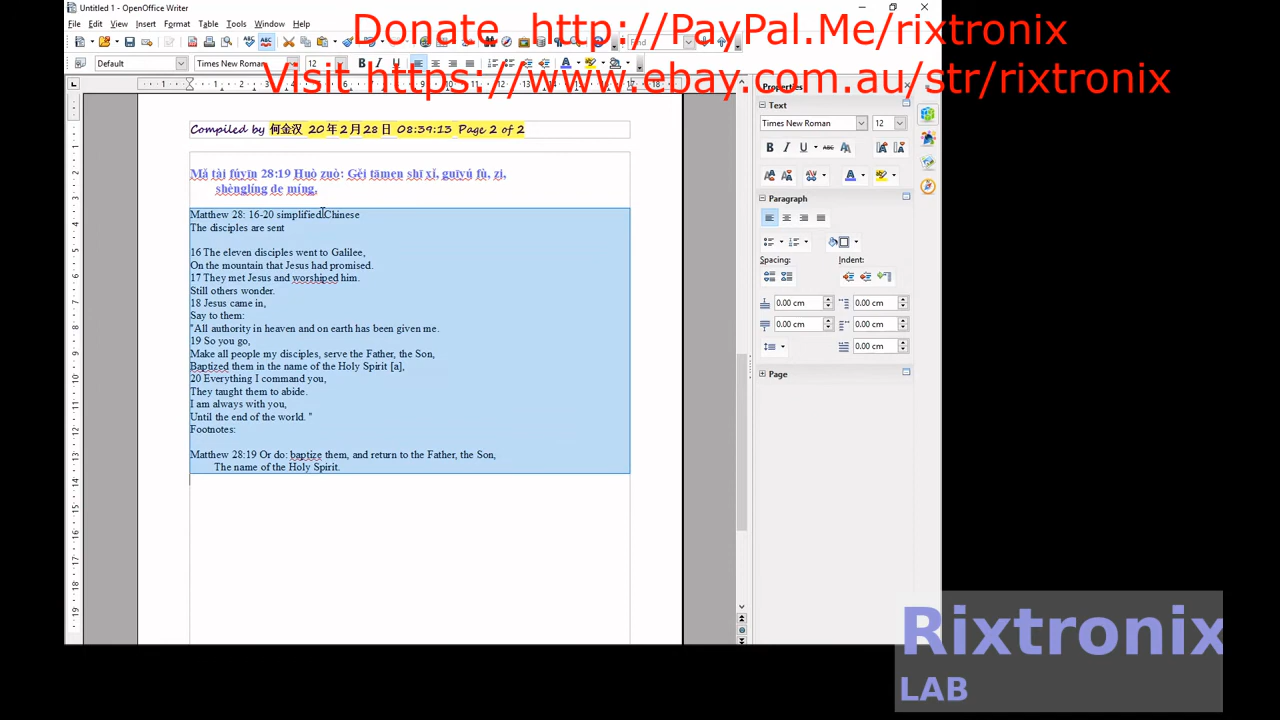 Untitled 1 - OpenOffice Writer
File Edit View Insert Format Table Tools Window Help
Donate http://PayPal.Me/rixtronix
Find
Default Times New Roman 12
Visit https://www.ebay.com.au/str/rixtronix
Properties
Compiled by 何金汉 20年2月28日 08:39:13 Page 2 of 2
Mǎ tài fúyīn 28:19 Huò zuò: Gěi tāmen shī xǐ, guīyú fù, zi,
shènglíng de míng.
Matthew 28: 16-20 simplified Chinese
The disciples are sent
16 The eleven disciples went to Galilee,
On the mountain that Jesus had promised.
17 They met Jesus and worshiped him.
Still others wonder.
18 Jesus came in,
Say to them:
"All authority in heaven and on earth has been given me.
19 So you go,
Make all people my disciples, serve the Father, the Son,
Baptized them in the name of the Holy Spirit [a],
20 Everything I command you,
They taught them to abide.
I am always with you,
Until the end of the world. "
Footnotes:
Matthew 28:19 Or do: baptize them, and return to the Father, the Son,
The name of the Holy Spirit.
Text
Times New Roman 12
Paragraph
Spacing: Indent:
0.00 cm 0.00 cm
0.00 cm 0.00 cm
0.00 cm
Page
Rixtronix
LAB